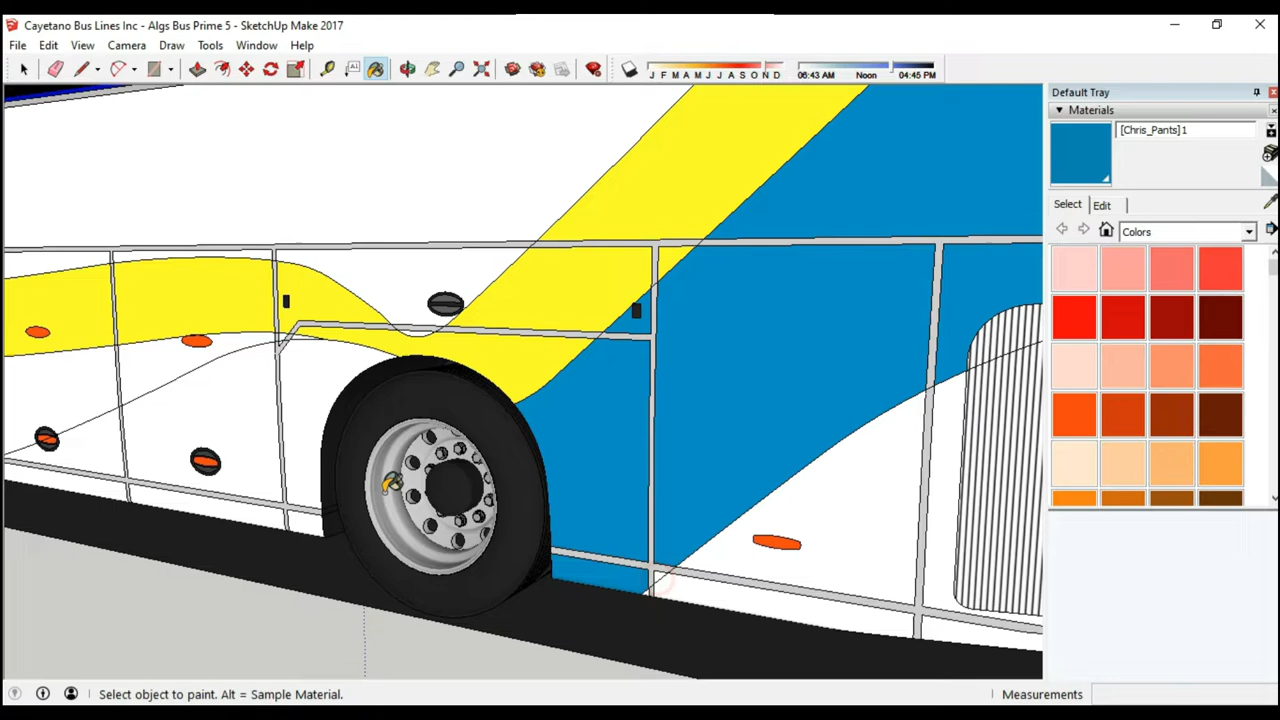 Cayetano Bus Lines Inc - Algs Bus Prime 5 - SketchUp Make 2017
File Edit View Camera Draw Tools Window Help
A1
J F M A M J J A S O N D 06:43 AM Noon 04:45 PM
Default Tray
Materials
[Chris_Pants]1
Select Edit
Colors
Select object to paint. Alt = Sample Material. Measurements